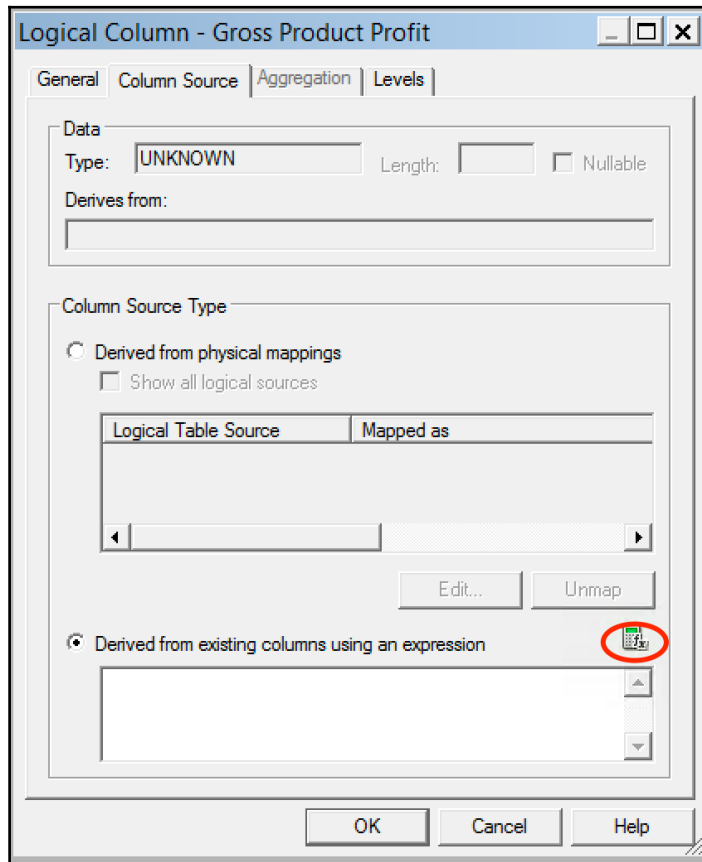 Logical Column - Gross Product Profit
General Column Source Aggregation Levels
Data
Type: UNKNOWN Length: Nullable
Derives from:
Column Source Type
Derived from physical mappings
Show all logical sources
Logical Table Source Mapped as
Edit... Unmap
Derived from existing columns using an expression fx
OK Cancel Help